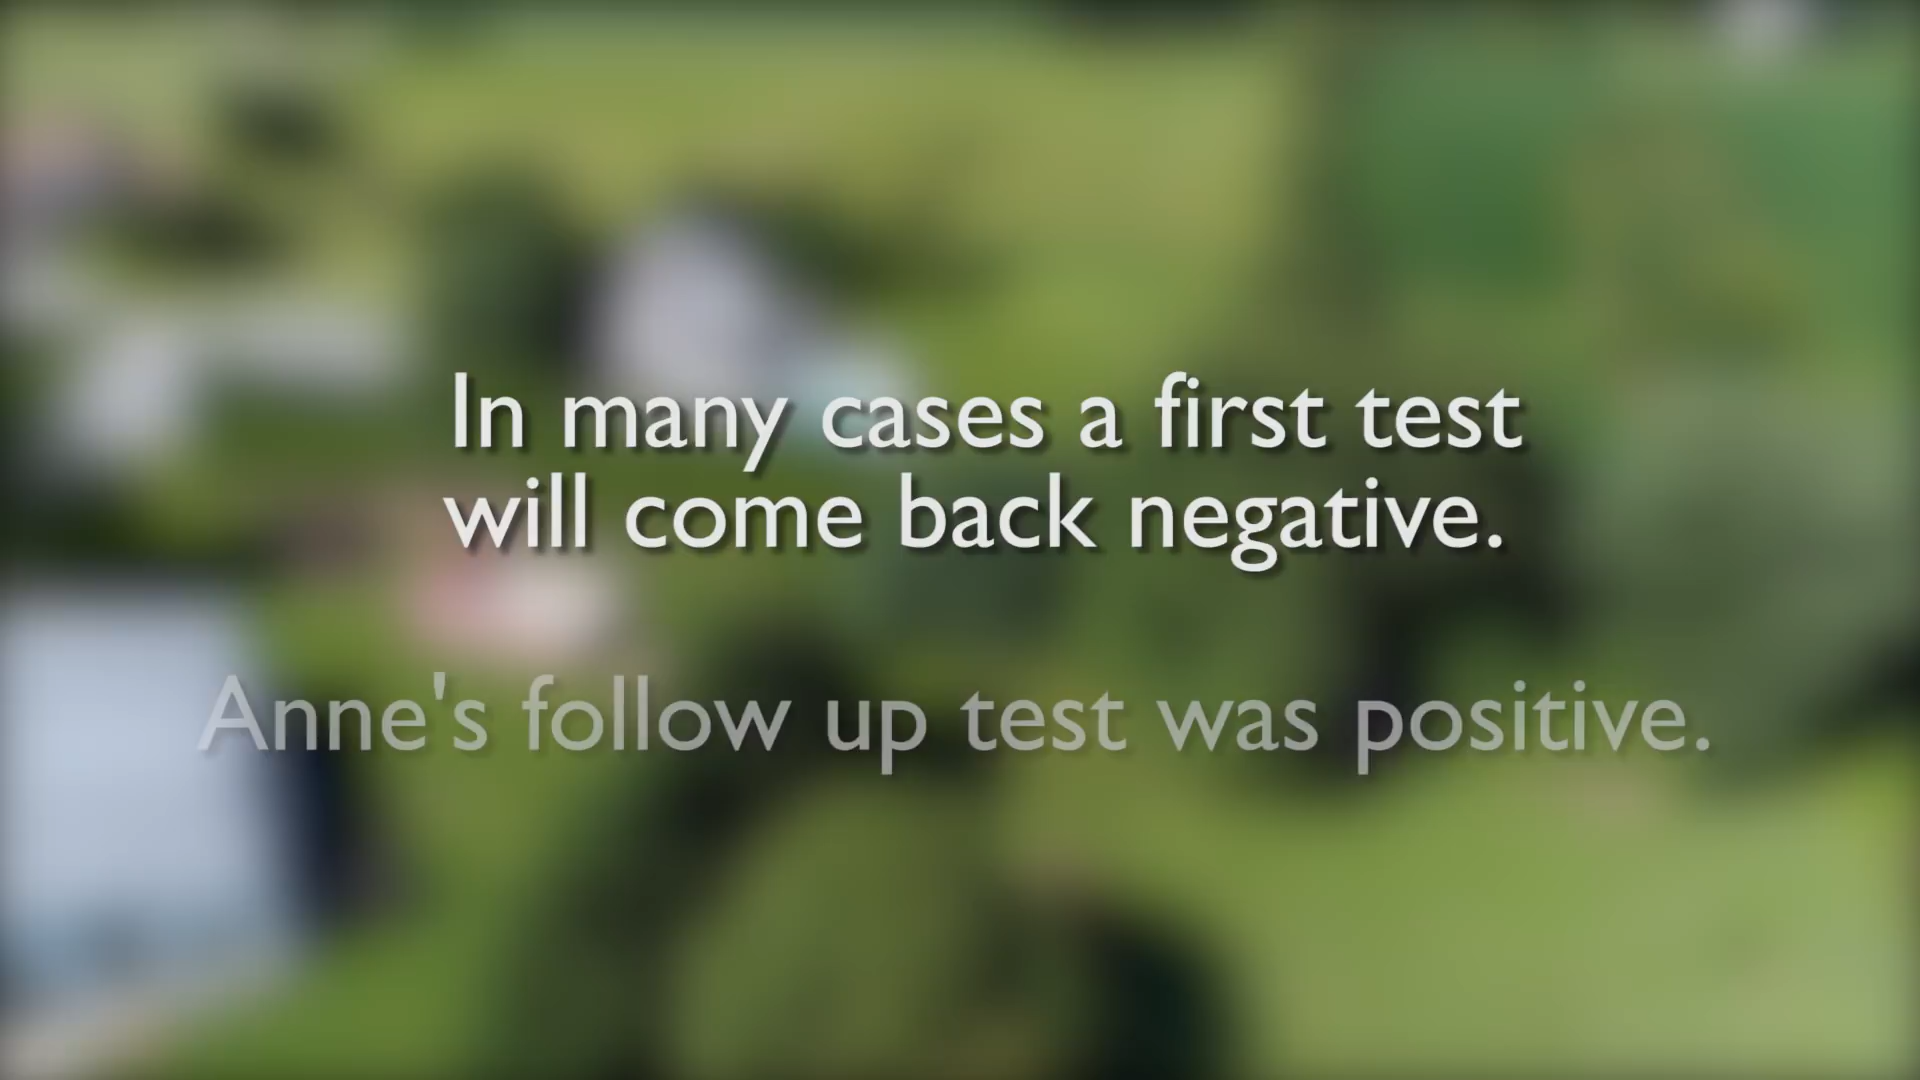 In many cases a first test
will come back negative.
Anne's follow up test was positive.